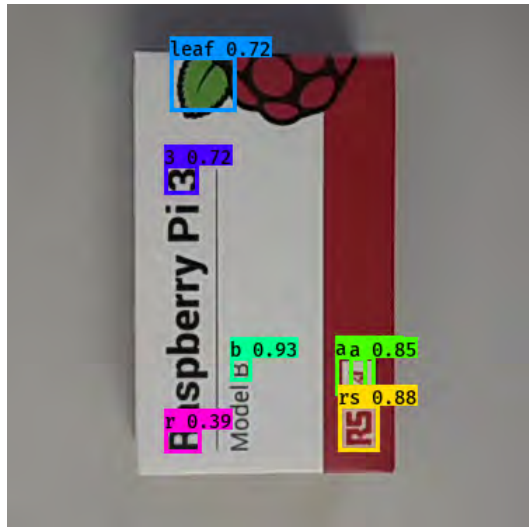 leaf 0.72
3 0.72
Raspberry Pi 3
b 0.93
Model B
a a 0.85
rs 0.88
RS
r 0.39